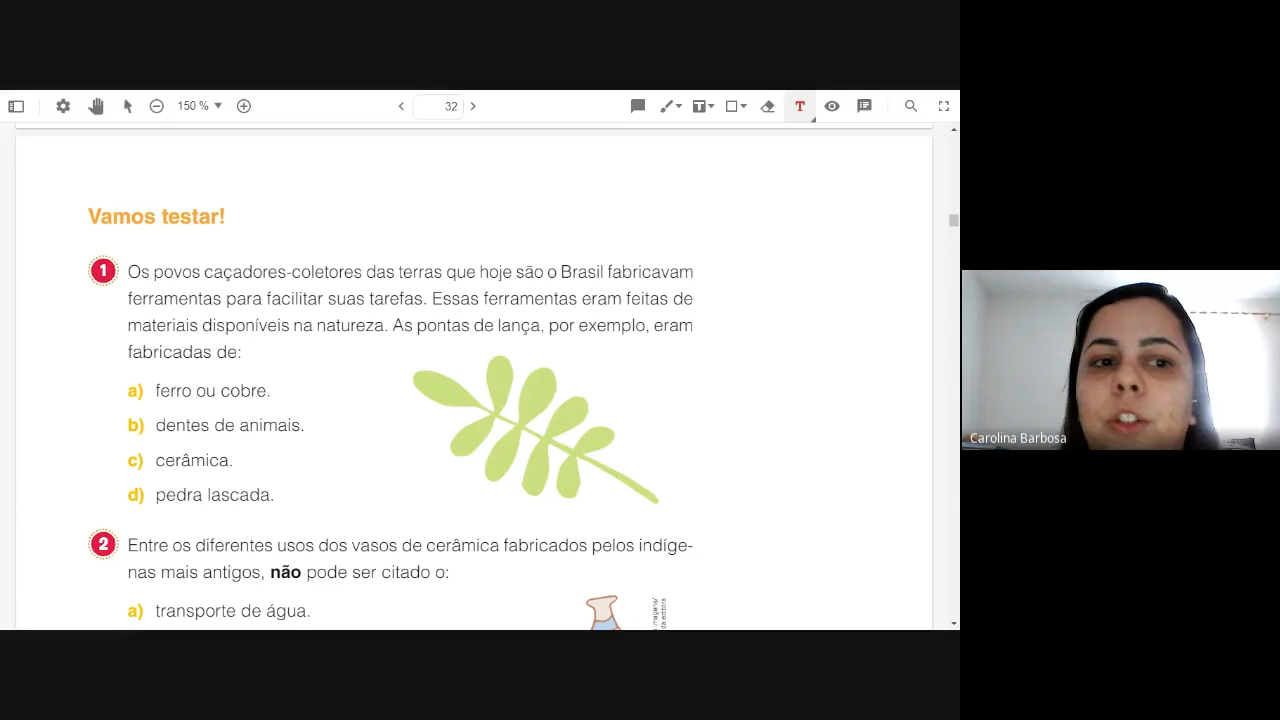 150 %
32
T
T
Vamos testar!
1 Os povos caçadores-coletores das terras que hoje são o Brasil fabricavam
ferramentas para facilitar suas tarefas. Essas ferramentas eram feitas de
materiais disponíveis na natureza. As pontas de lança, por exemplo, eram
fabricadas de:
a) ferro ou cobre.
b) dentes de animais.
c) cerâmica.
d) pedra lascada.
2 Entre os diferentes usos dos vasos de cerâmica fabricados pelos indíge-
nas mais antigos, não pode ser citado o:
a) transporte de água.
da editora
Carolina Barbosa